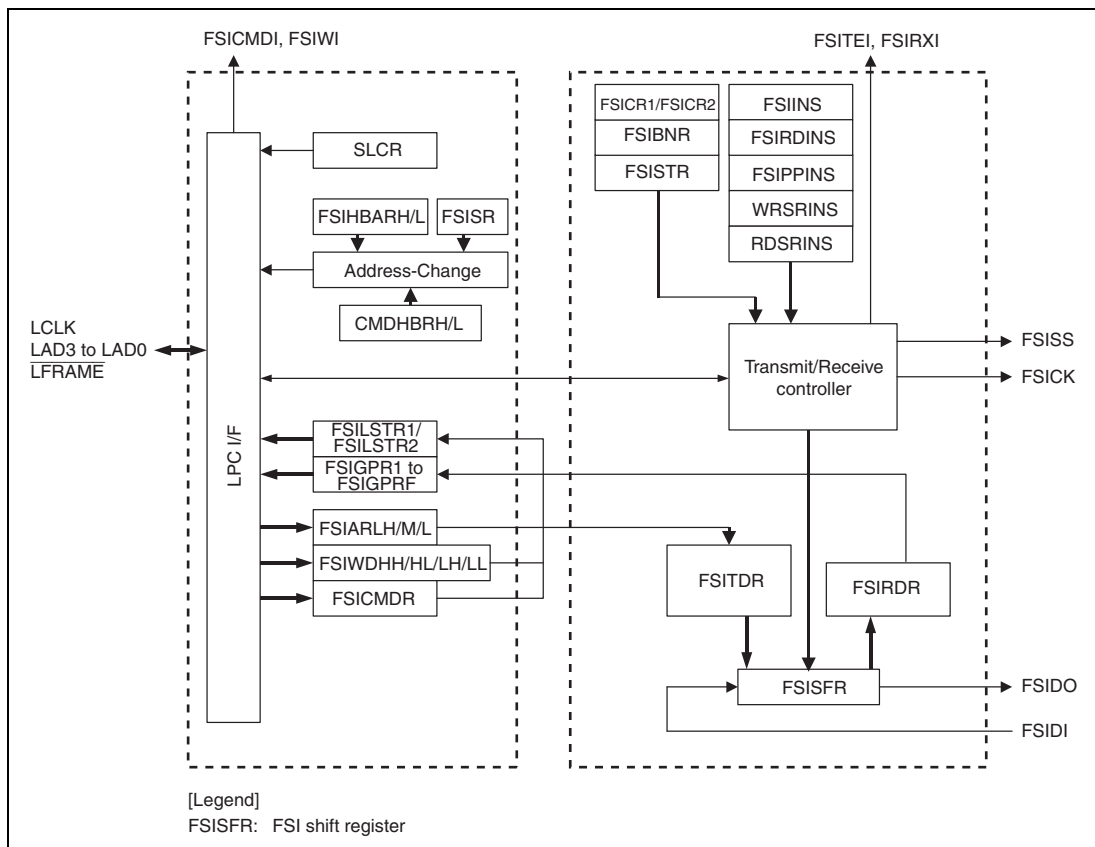 FSICMDI, FSIWI
FSITEI, FSIRXI
SLCR
FSIHBARH/L
FSISR
Address-Change
CMDHBRH/L
LCLK
LAD3 to LAD0
LFRAME
LPC I/F
FSILSTR1/
FSILSTR2
FSIGPR1 to
FSIGPRF
FSIARLH/M/L
FSIWDHH/HL/LH/LL
FSICMDR
FSICR1/FSICR2
FSIBNR
FSISTR
FSIINS
FSIRDINS
FSIPPINS
WRSRINS
RDSRINS
Transmit/Receive
controller
FSISS
FSICK
FSITDR
FSIRDR
FSISFR
FSIDO
FSIDI
[Legend]
FSISFR: FSI shift register